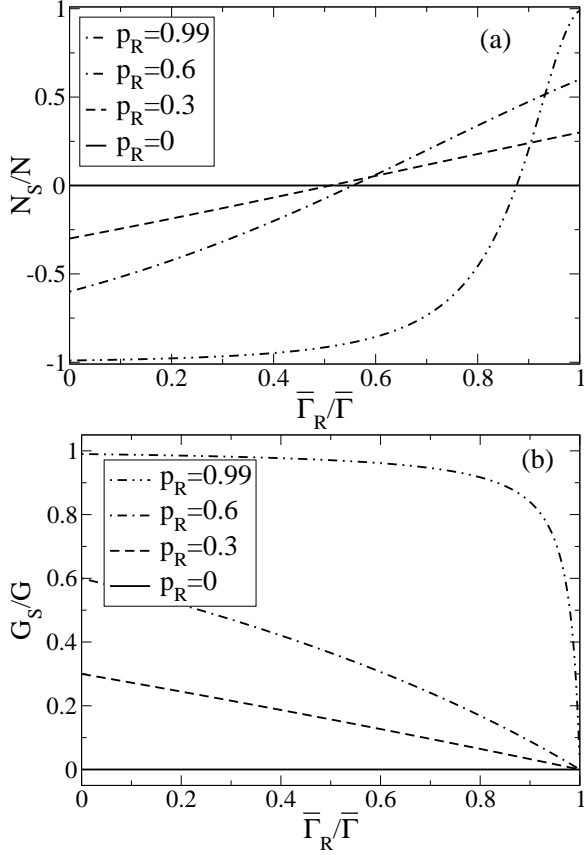 1
(a)
p_R=0.99
p_R=0.6
p_R=0.3
p_R=0
0.5
0
-0.5
-1
N_S/N
0 0.2 0.4 0.6 0.8 1
Γ̅_R/Γ̅
1
(b)
p_R=0.99
p_R=0.6
p_R=0.3
p_R=0
0.8
0.6
0.4
0.2
0
G_S/G
0 0.2 0.4 0.6 0.8 1
Γ̅_R/Γ̅